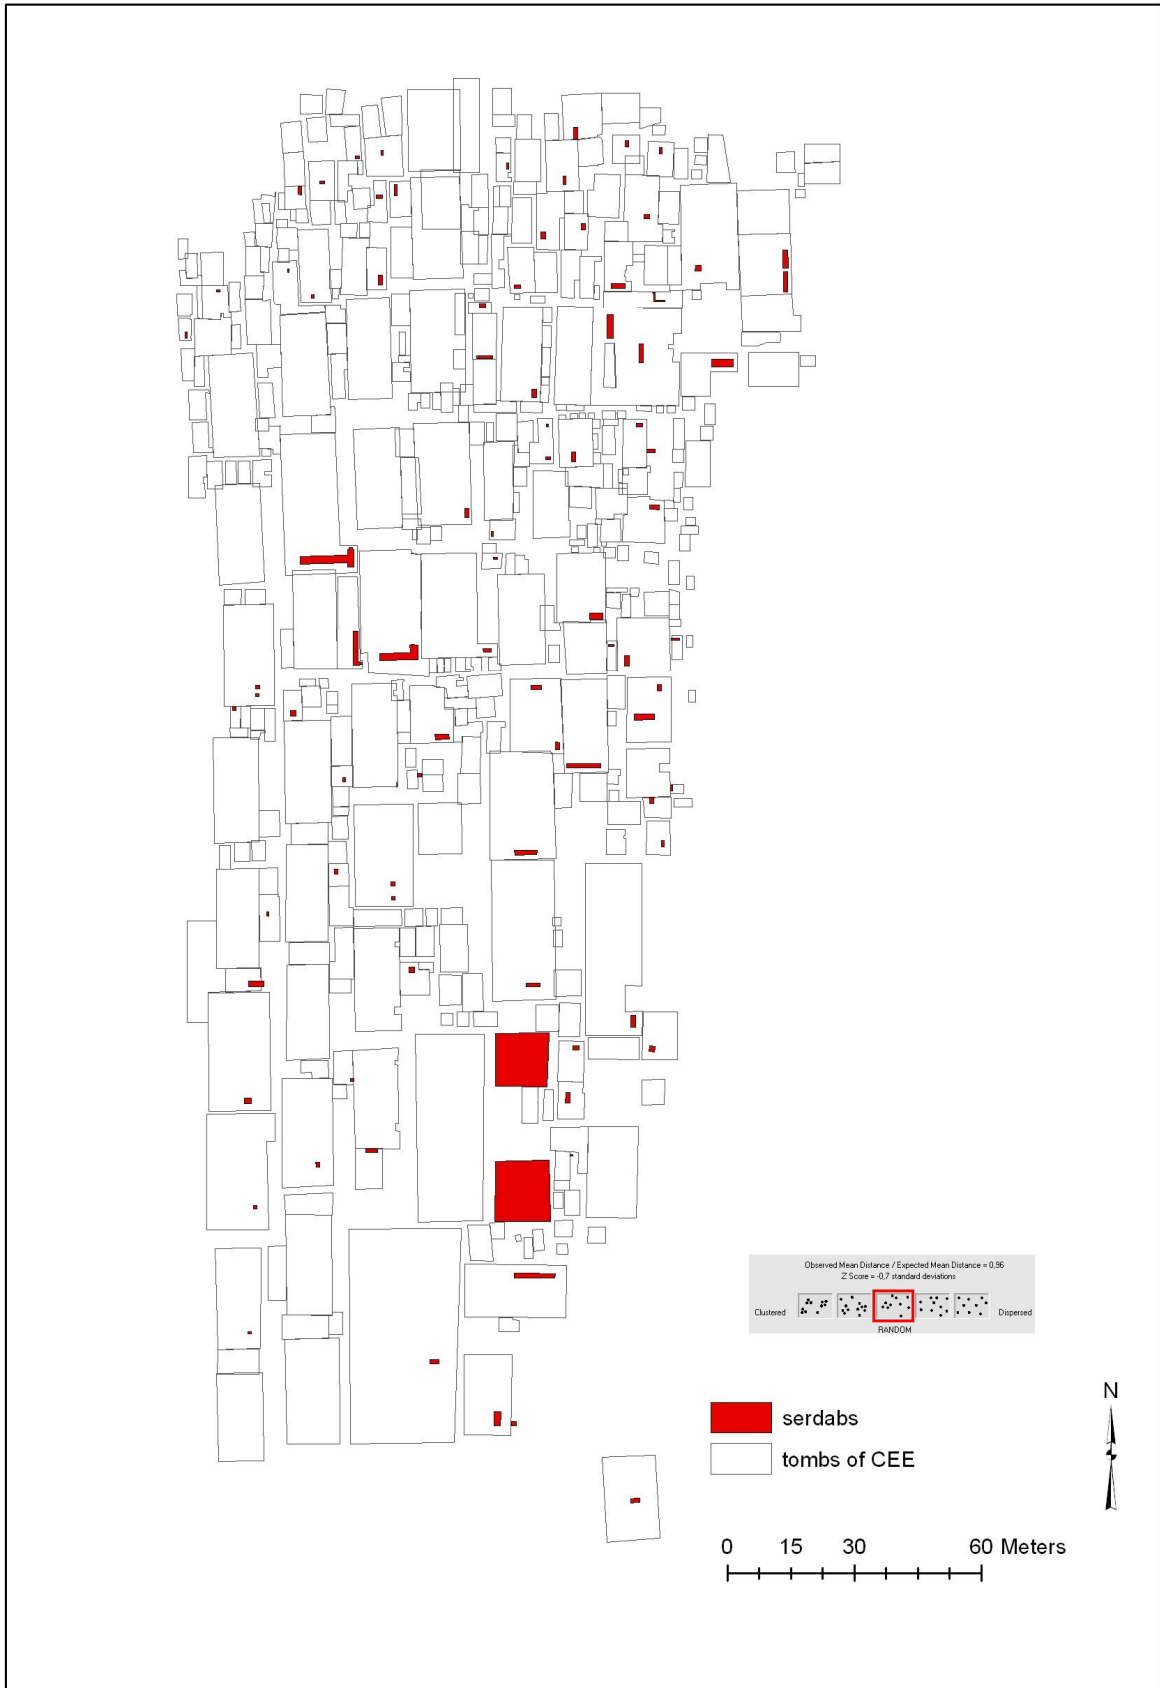 Observed Mean Distance / Expected Mean Distance = 0,96
Z Score = -0,7 standard deviations
Clustered
Dispersed
RANDOM
serdabs
tombs of CEE
N
0 15 30 60 Meters